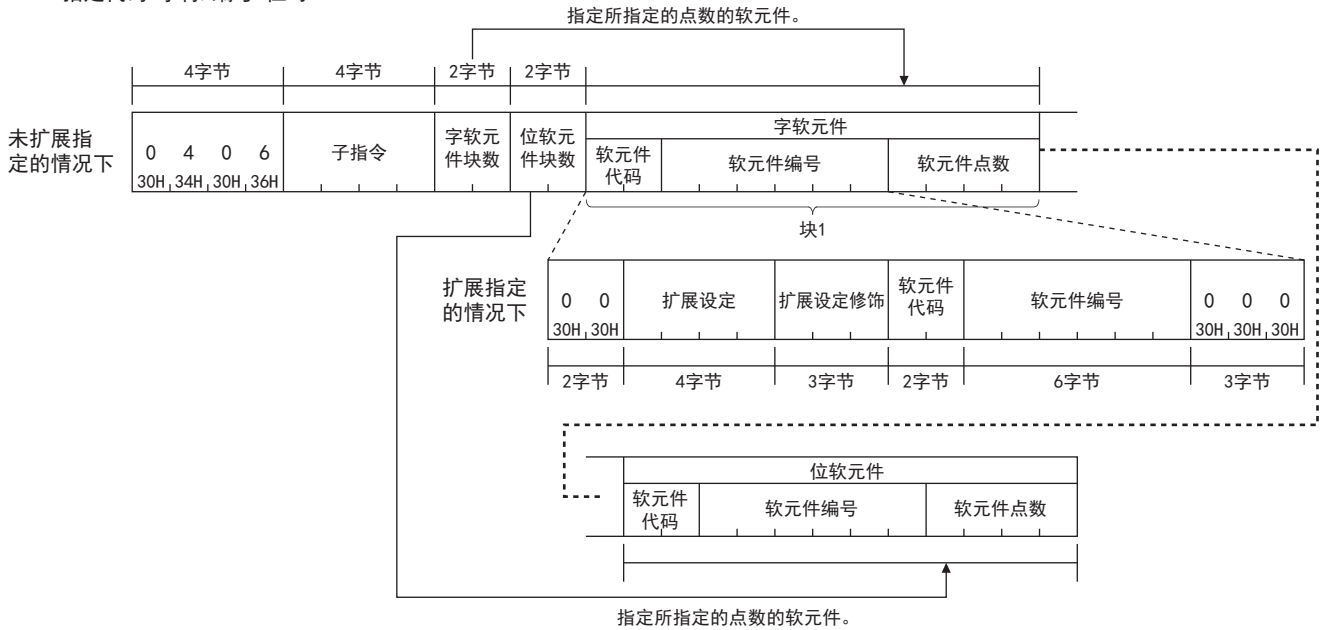 指定所指定的点数的软元件。
4字节 4字节 2字节 2字节
未扩展指
定的情况下
0 4 0 6
30H 34H 30H 36H
子指令
字软元
件块数
位软元
件块数
字软元件
软元件
代码
软元件编号
软元件点数
块1
扩展指定
的情况下
0 0
30H 30H
扩展设定
扩展设定修饰
软元件
代码
软元件编号
0 0 0
30H 30H 30H
2字节 4字节 3字节 2字节 6字节 3字节
位软元件
软元件
代码
软元件编号
软元件点数
指定所指定的点数的软元件。